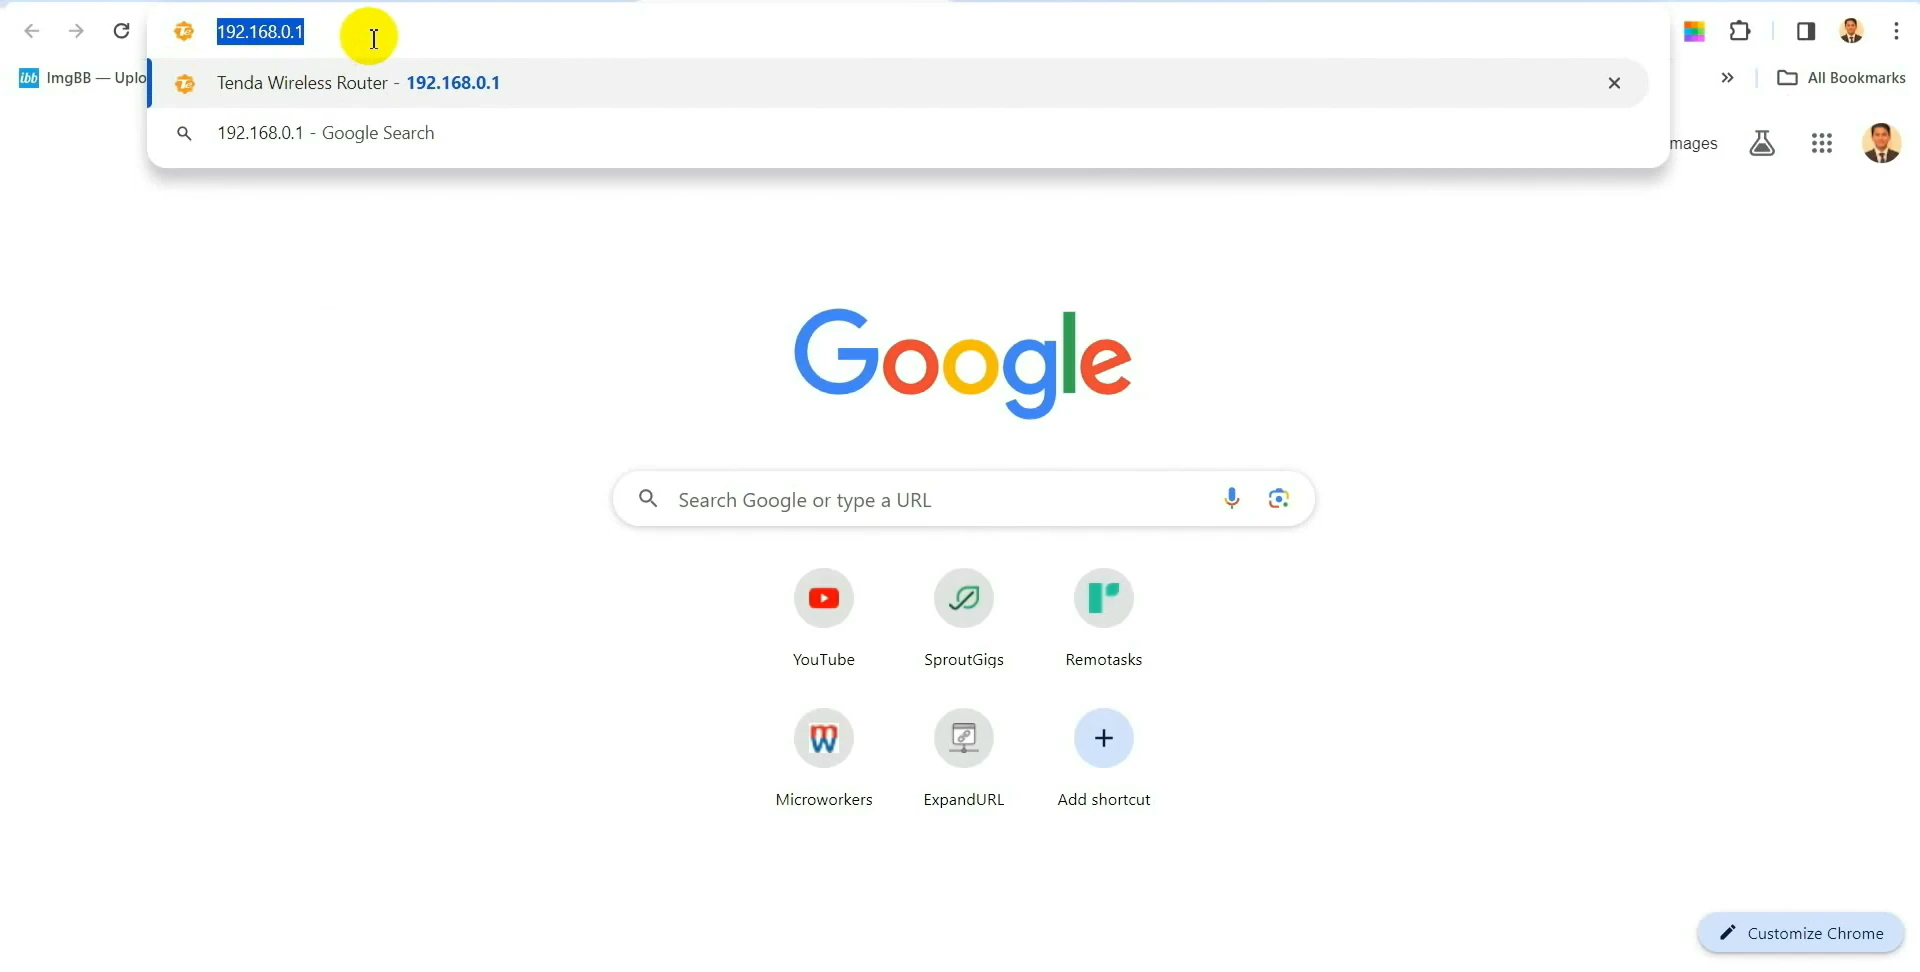 192.168.0.1
ibb ImgBB — Uplo
Tenda Wireless Router - 192.168.0.1
192.168.0.1 - Google Search
All Bookmarks
mages
Google
Search Google or type a URL
YouTube
SproutGigs
Remotasks
Microworkers
ExpandURL
Add shortcut
Customize Chrome